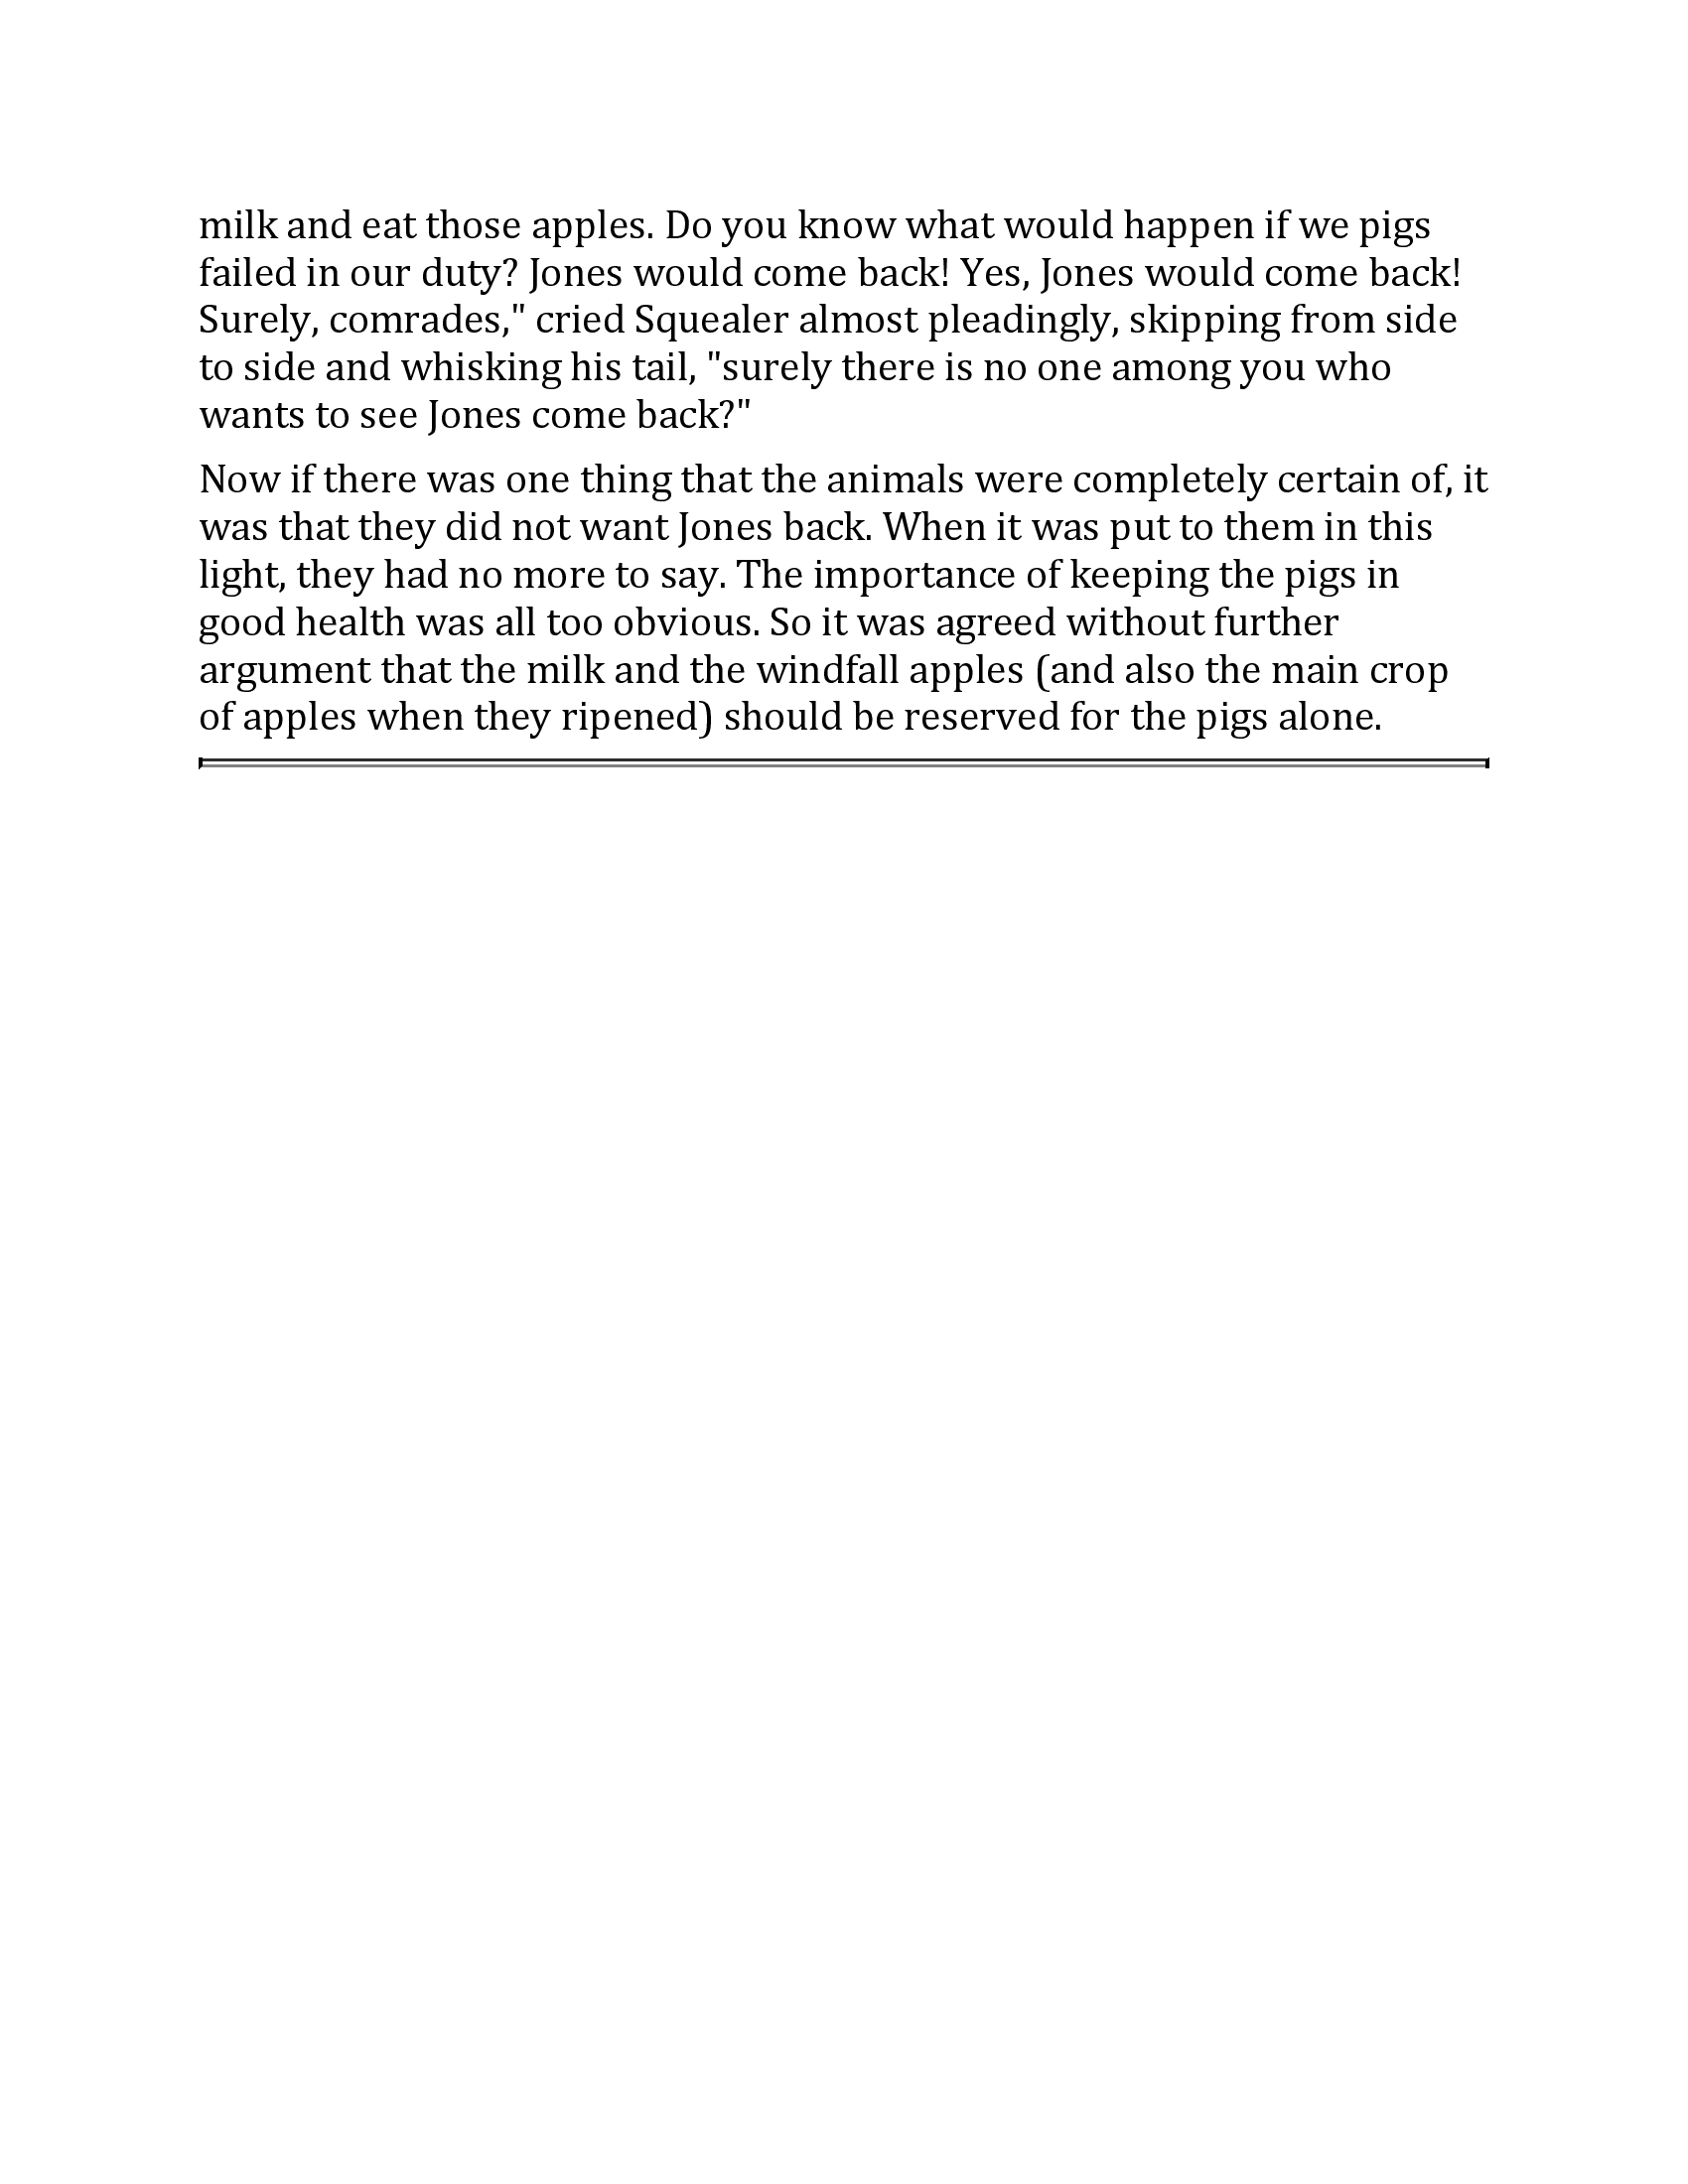 milk and eat those apples. Do you know what would happen if we pigs
failed in our duty? Jones would come back! Yes, Jones would come back!
Surely, comrades," cried Squealer almost pleadingly, skipping from side
to side and whisking his tail, "surely there is no one among you who
wants to see Jones come back?"
Now if there was one thing that the animals were completely certain of, it
was that they did not want Jones back. When it was put to them in this
light, they had no more to say. The importance of keeping the pigs in
good health was all too obvious. So it was agreed without further
argument that the milk and the windfall apples (and also the main crop
of apples when they ripened) should be reserved for the pigs alone.